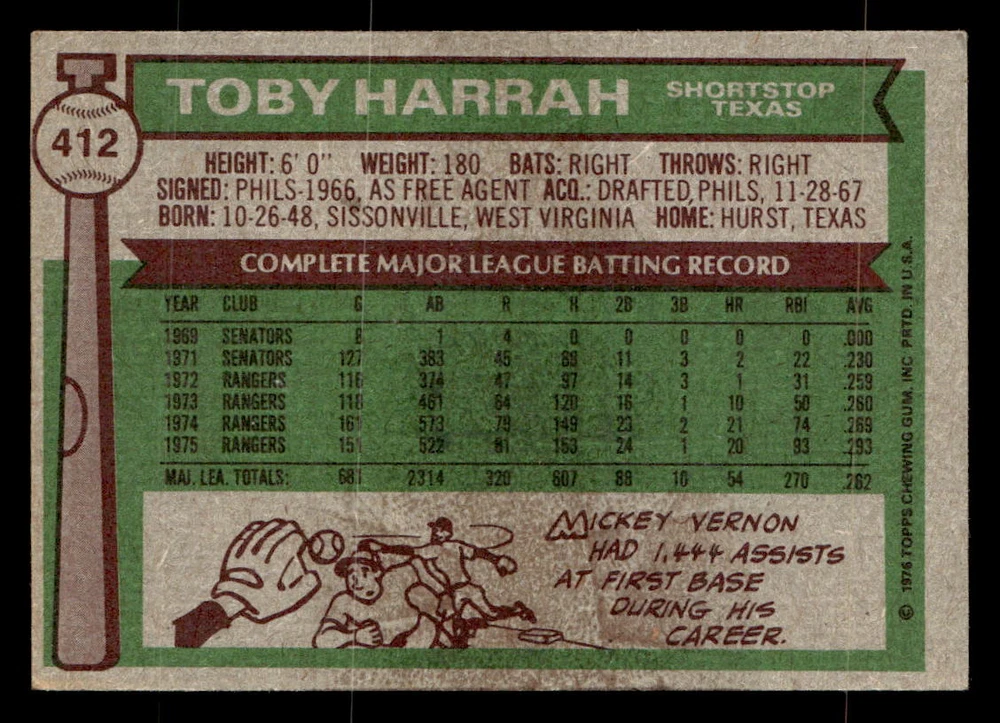 412
TOBY HARRAH
SHORTSTOP
TEXAS
HEIGHT: 6' 0" WEIGHT: 180 BATS: RIGHT THROWS: RIGHT
SIGNED: PHILS-1966, AS FREE AGENT ACQ.: DRAFTED, PHILS, 11-28-67
BORN: 10-26-48, SISSONVILLE, WEST VIRGINIA HOME: HURST, TEXAS
COMPLETE MAJOR LEAGUE BATTING RECORD
YEAR CLUB G AB R H 2B 3B HR RBI AVG
1969 SENATORS 8 1 4 0 0 0 0 0 .000
1971 SENATORS 127 383 45 88 11 3 2 22 .230
1972 RANGERS 116 374 47 97 14 3 1 31 .259
1973 RANGERS 118 461 64 120 16 1 10 50 .260
1974 RANGERS 161 573 79 149 23 2 21 74 .269
1975 RANGERS 151 522 81 153 24 1 20 93 .293
MAJ. LEA. TOTALS: 681 2314 320 607 88 10 54 270 .262
MICKEY VERNON
HAD 1,444 ASSISTS
AT FIRST BASE
DURING HIS
CAREER.
© 1976 TOPPS CHEWING GUM, INC PRTD. IN U.S.A.